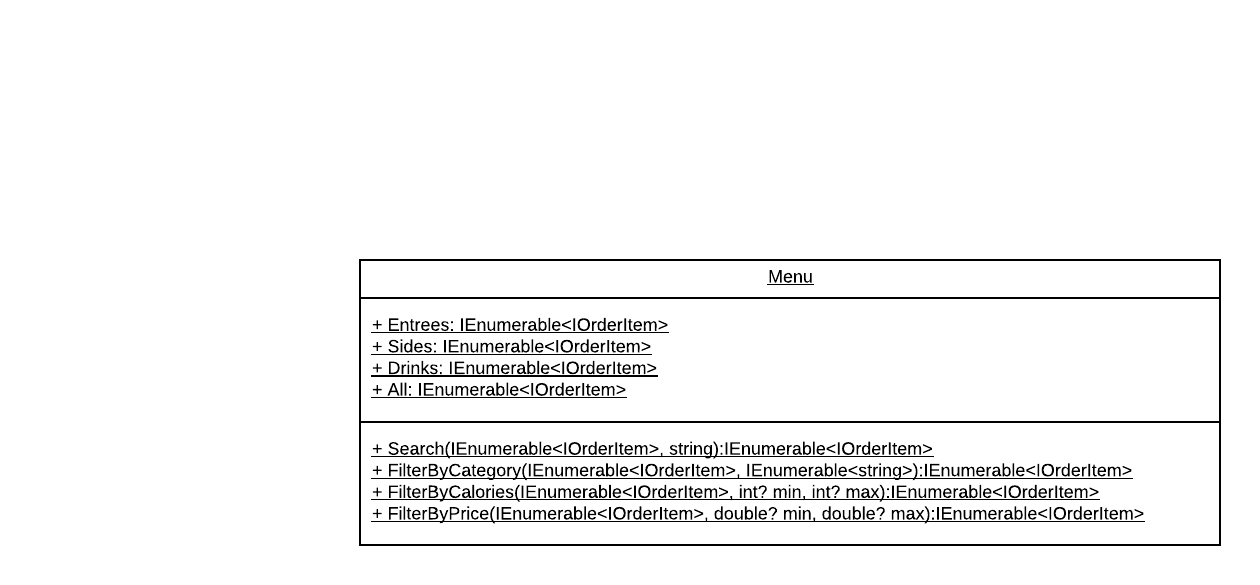 Menu
+ Entrees: IEnumerable<IOrderItem>
+ Sides: IEnumerable<IOrderItem>
+ Drinks: IEnumerable<IOrderItem>
+ All: IEnumerable<IOrderItem>
+ Search(IEnumerable<IOrderItem>, string):IEnumerable<IOrderItem>
+ FilterByCategory(IEnumerable<IOrderItem>, IEnumerable<string>):IEnumerable<IOrderItem>
+ FilterByCalories(IEnumerable<IOrderItem>, int? min, int? max):IEnumerable<IOrderItem>
+ FilterByPrice(IEnumerable<IOrderItem>, double? min, double? max):IEnumerable<IOrderItem>